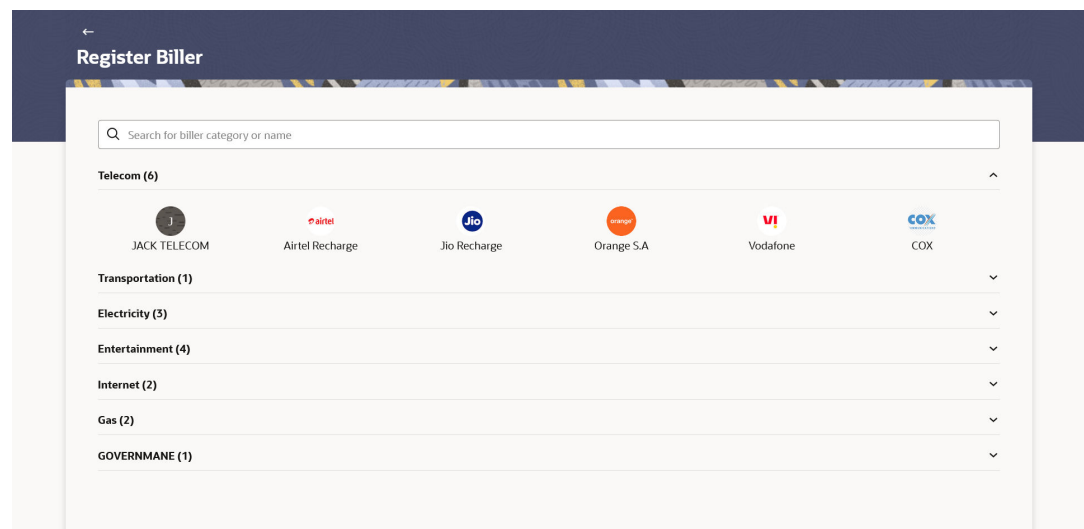 Register Biller
Search for biller category or name
Telecom (6)
J
airtel
Jio
orange
V!
COX
JACK TELECOM
Airtel Recharge
Jio Recharge
Orange S.A
Vodafone
COX
Transportation (1)
Electricity (3)
Entertainment (4)
Internet (2)
Gas (2)
GOVERNMANE (1)